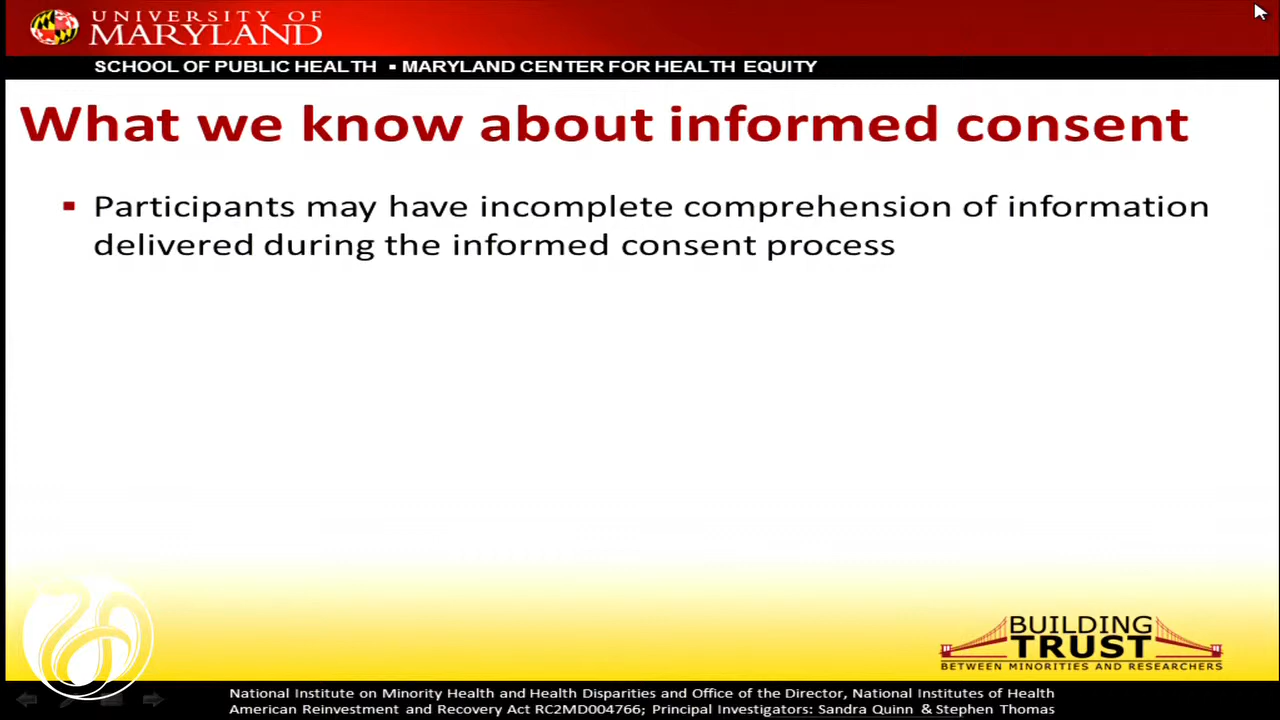 UNIVERSITY OF
MARYLAND
SCHOOL OF PUBLIC HEALTH ▪ MARYLAND CENTER FOR HEALTH EQUITY
What we know about informed consent
▪ Participants may have incomplete comprehension of information
delivered during the informed consent process
BUILDING
TRUST
BETWEEN MINORITIES AND RESEARCHERS
National Institute on Minority Health and Health Disparities and Office of the Director, National Institutes of Health
American Reinvestment and Recovery Act RC2MD004766; Principal Investigators: Sandra Quinn & Stephen Thomas